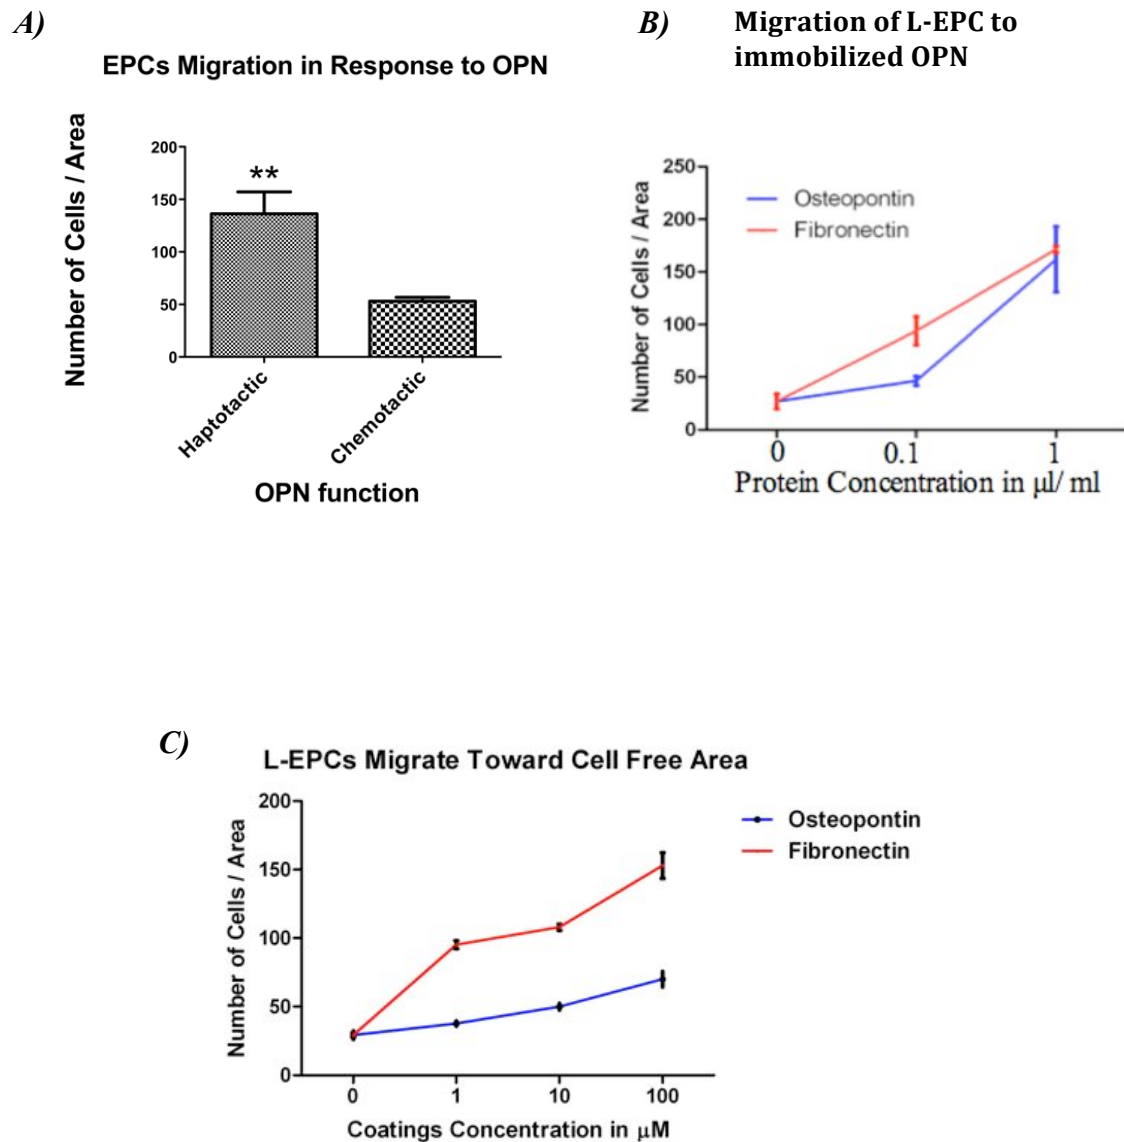 A)
EPCs Migration in Response to OPN
Number of Cells / Area
200
150
100
50
0
**
Haptotactic
Chemotactic
OPN function
B)
Migration of L-EPC to
immobilized OPN
Number of Cells / Area
250
200
150
100
50
0
Osteopontin
Fibronectin
0 0.1 1
Protein Concentration in µl/ ml
C)
L-EPCs Migrate Toward Cell Free Area
Number of Cells / Area
200
150
100
50
0
Osteopontin
Fibronectin
0 1 10 100
Coatings Concentration in µM